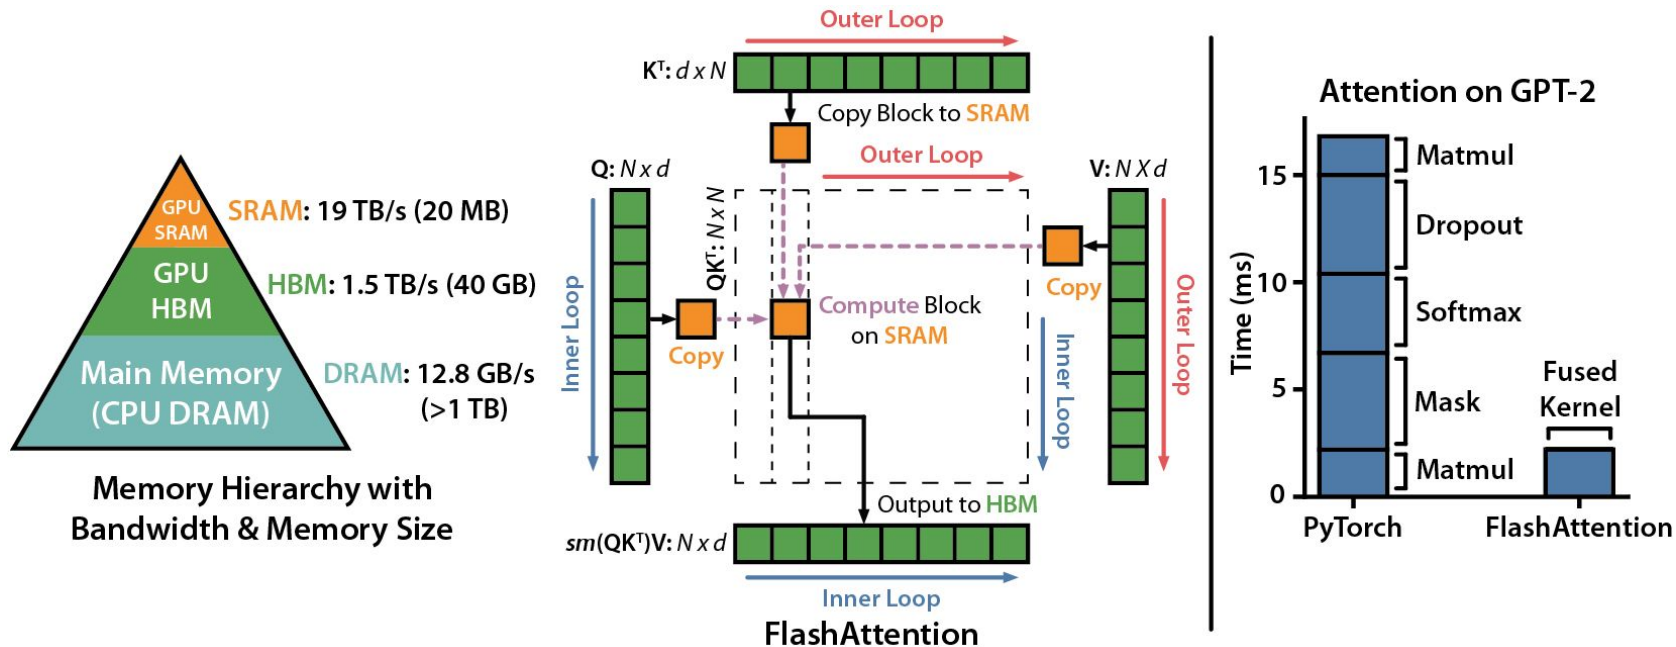 GPU
SRAM
SRAM: 19 TB/s (20 MB)
GPU
HBM
HBM: 1.5 TB/s (40 GB)
Main Memory
(CPU DRAM)
DRAM: 12.8 GB/s
(>1 TB)
Memory Hierarchy with
Bandwidth & Memory Size
Outer Loop
Kᵀ: d x N
Copy Block to SRAM
Outer Loop
Q: N x d
V: N X d
QKᵀ: N x N
Inner Loop
Copy
Compute Block
on SRAM
Copy
Inner Loop
Outer Loop
Output to HBM
sm(QKᵀ)V: N x d
Inner Loop
FlashAttention
Attention on GPT-2
Time (ms)
15
10
5
0
Matmul
Dropout
Softmax
Mask
Matmul
Fused
Kernel
PyTorch
FlashAttention